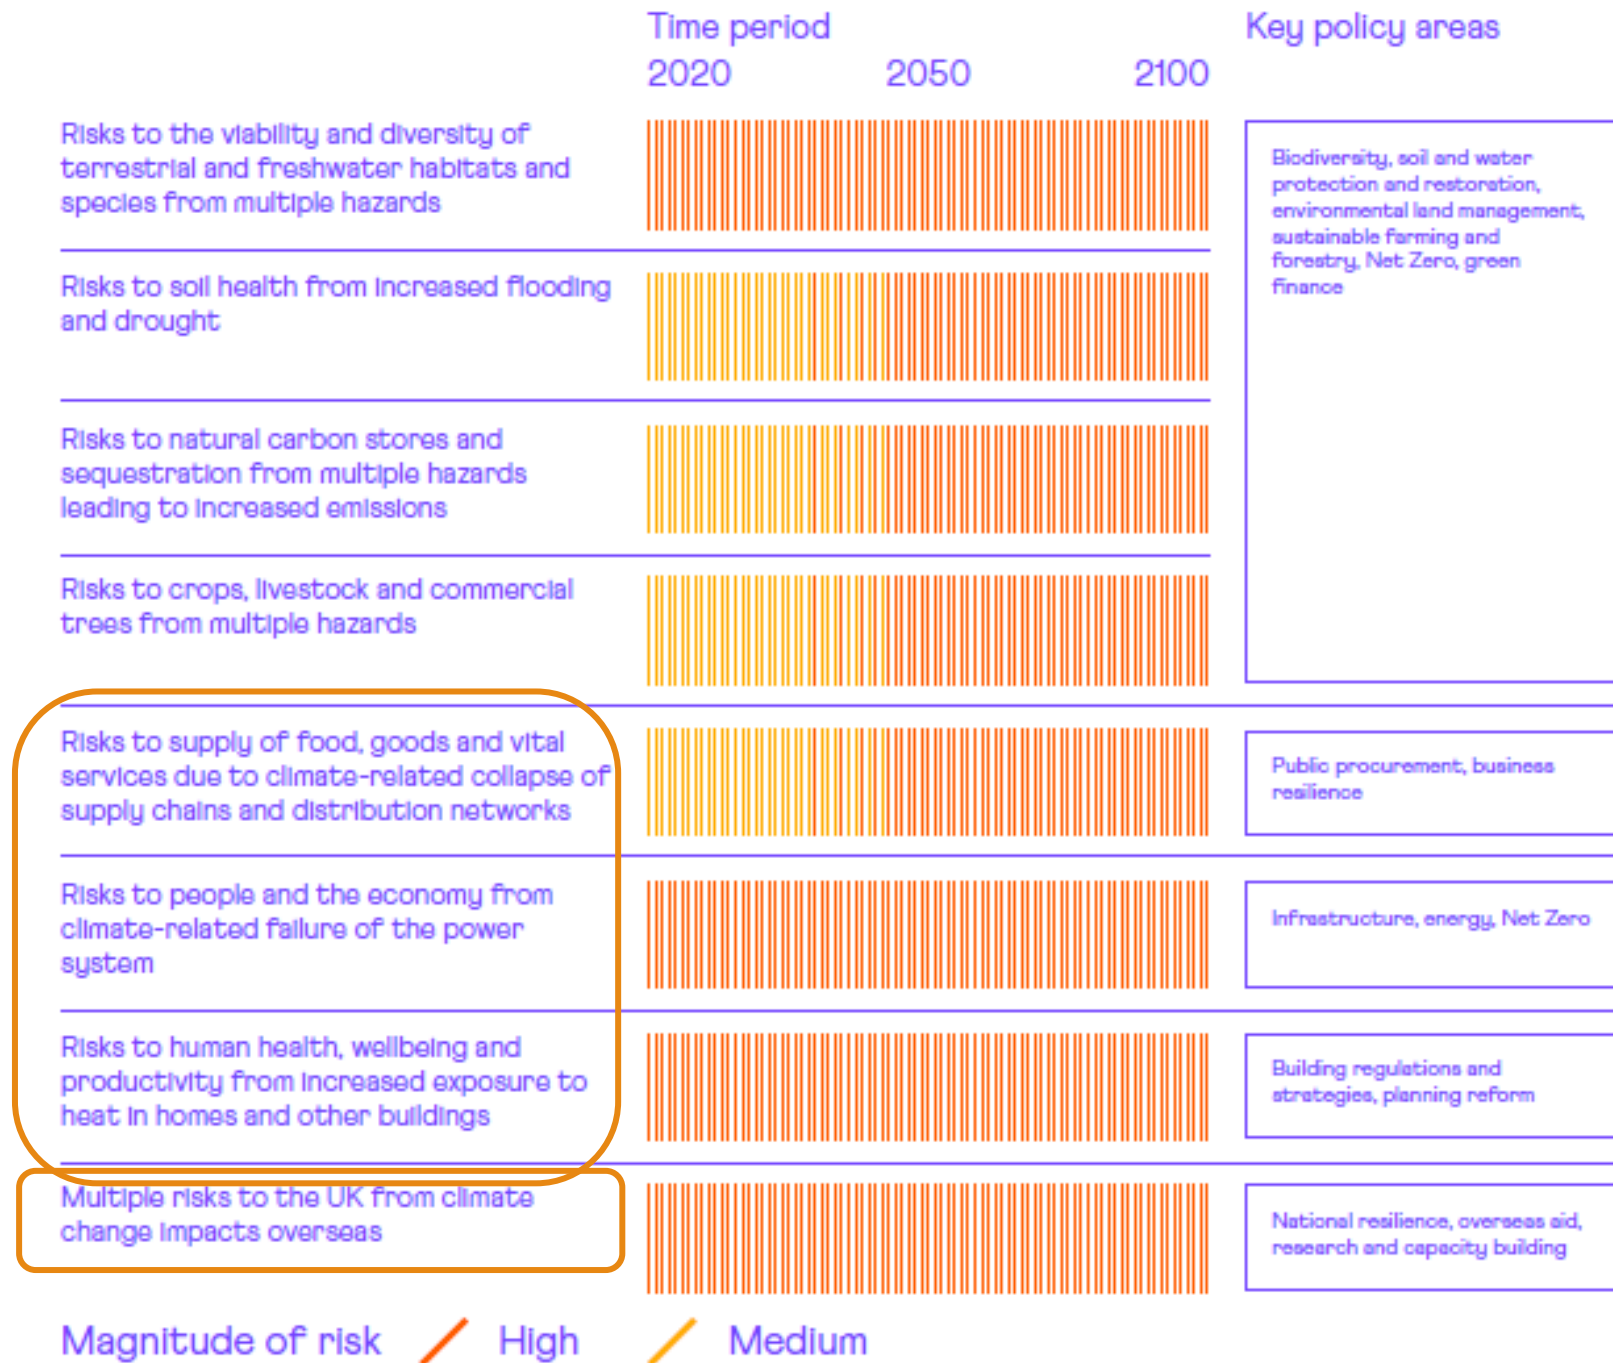 Time period
Key policy areas
2020 2050 2100
Risks to the viability and diversity of
terrestrial and freshwater habitats and
species from multiple hazards
Biodiversity, soil and water
protection and restoration,
environmental land management,
sustainable farming and
forestry, Net Zero, green
finance
Risks to soil health from increased flooding
and drought
Risks to natural carbon stores and
sequestration from multiple hazards
leading to increased emissions
Risks to crops, livestock and commercial
trees from multiple hazards
Risks to supply of food, goods and vital
services due to climate-related collapse of
supply chains and distribution networks
Public procurement, business
resilience
Risks to people and the economy from
climate-related failure of the power
system
Infrastructure, energy, Net Zero
Risks to human health, wellbeing and
productivity from increased exposure to
heat in homes and other buildings
Building regulations and
strategies, planning reform
Multiple risks to the UK from climate
change impacts overseas
National resilience, overseas aid,
research and capacity building
Magnitude of risk High Medium